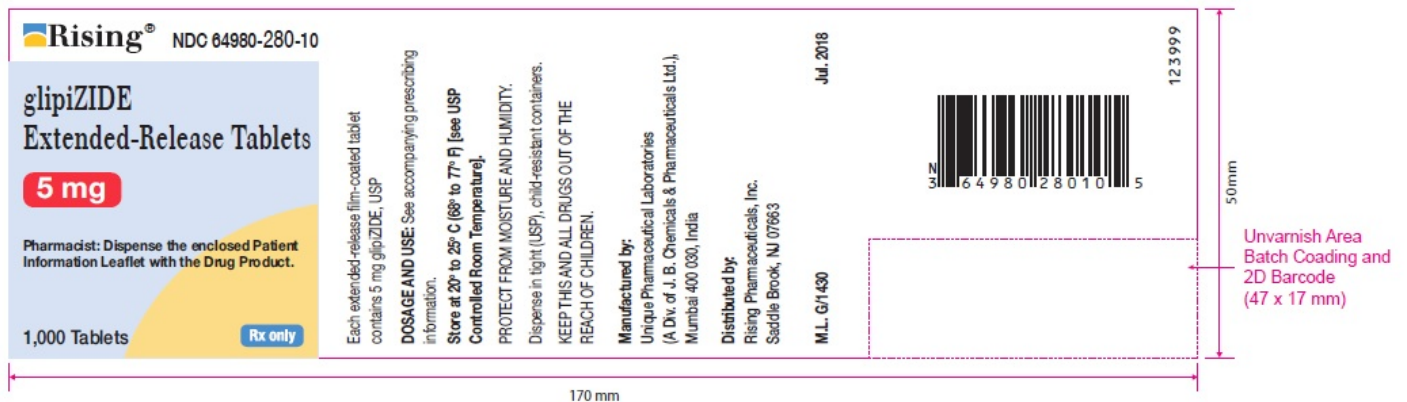 Rising®
NDC 64980-280-10
glipiZIDE
Extended-Release Tablets
5 mg
Pharmacist: Dispense the enclosed Patient
Information Leaflet with the Drug Product.
1,000 Tablets
Rx only
Each extended-release film-coated tablet
contains 5 mg glipiZIDE, USP
DOSAGE AND USE: See accompanying prescribing
information.
Store at 20° to 25° C (68° to 77° F) [see USP
Controlled Room Temperature].
PROTECT FROM MOISTURE AND HUMIDITY.
Dispense in tight (USP), child-resistant containers.
KEEP THIS AND ALL DRUGS OUT OF THE
REACH OF CHILDREN.
Manufactured by:
Unique Pharmaceutical Laboratories
(A Div. of J. B. Chemicals & Pharmaceuticals Ltd.),
Mumbai 400 030, India
Distributed by:
Rising Pharmaceuticals, Inc.
Saddle Brook, NJ 07663
M.L. G/1430
Jul. 2018
N
3 64980 28010 5
123999
50mm
Unvarnish Area
Batch Coading and
2D Barcode
(47 x 17 mm)
170 mm